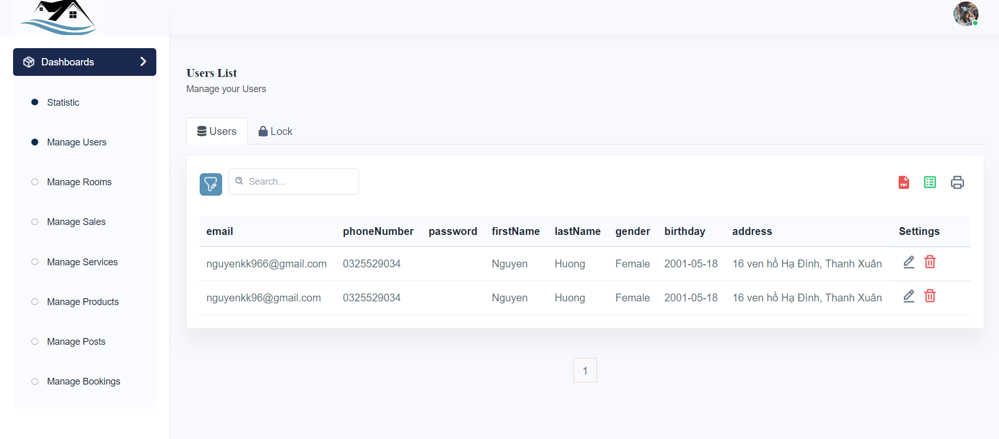 Dashboards
Statistic
Manage Users
Manage Rooms
Manage Sales
Manage Services
Manage Products
Manage Posts
Manage Bookings
Users List
Manage your Users
Users Lock
Search...
PDF
email phoneNumber password firstName lastName gender birthday address Settings
nguyenkk966@gmail.com 0325529034 Nguyen Huong Female 2001-05-18 16 ven hồ Hạ Đình, Thanh Xuân
nguyenkk96@gmail.com 0325529034 Nguyen Huong Female 2001-05-18 16 ven hồ Hạ Đình, Thanh Xuân
1